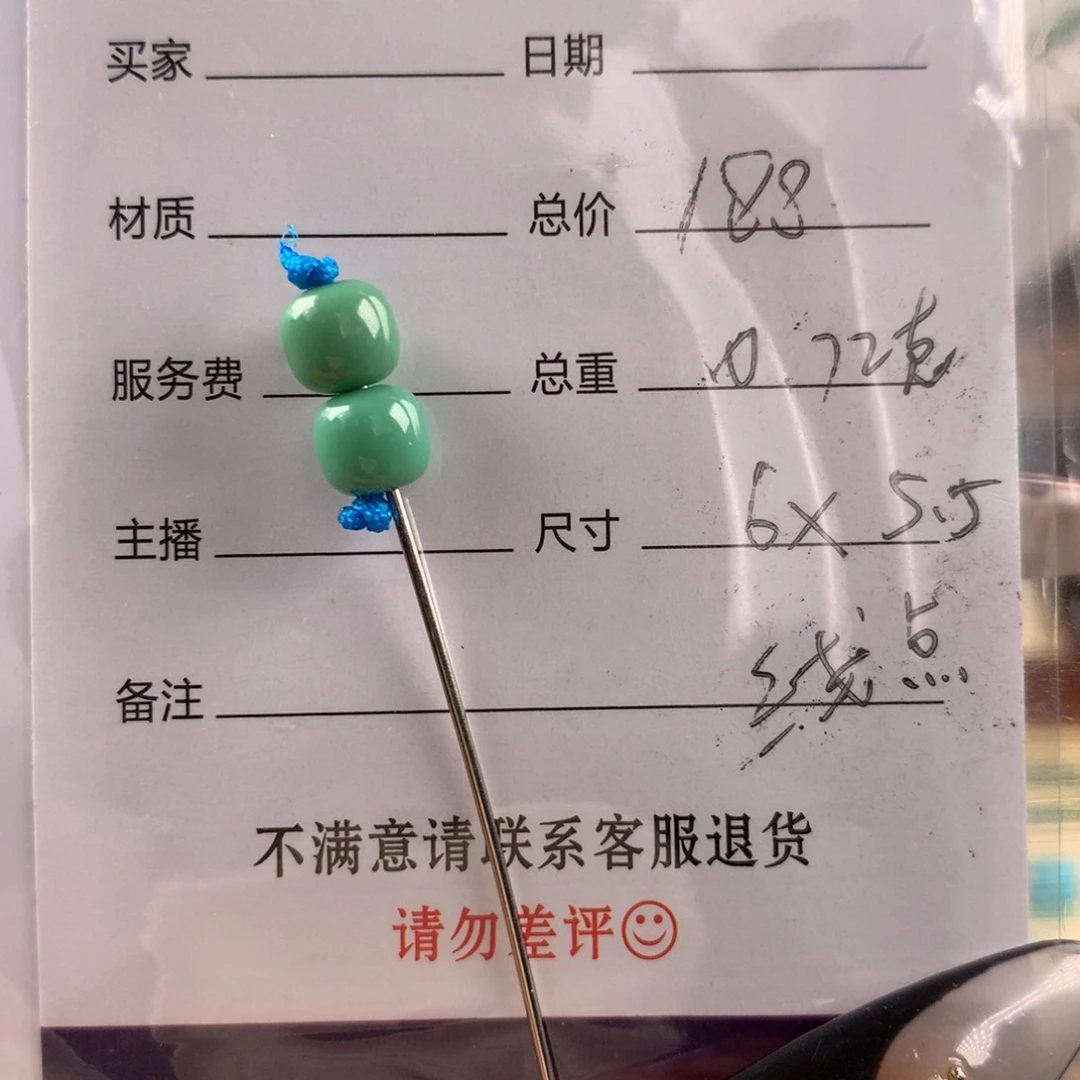 买家 日期
材质 总价 188
服务费 总重 0.72克
主播 尺寸 6x5.5
备注 线点
不满意请联系客服退货
请勿差评